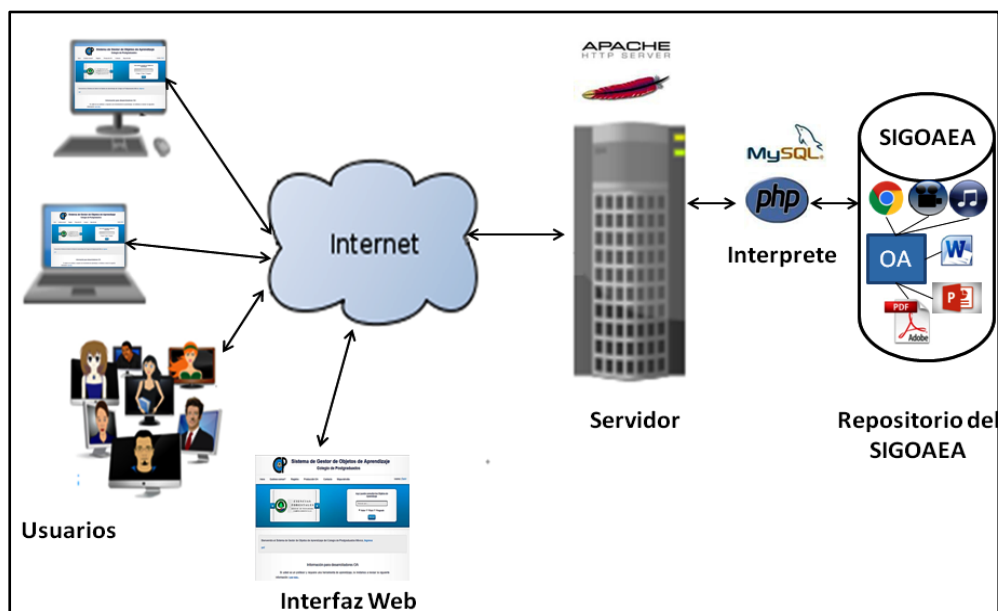 APACHE
HTTP SERVER
MySQL
php
SIGOAEA
Internet
OA
W
P
PDF
Adobe
Interprete
Servidor
Repositorio del
SIGOAEA
Usuarios
Sistema de Gestor de Objetos de Aprendizaje
Colegio de Postgraduados
Interfaz Web